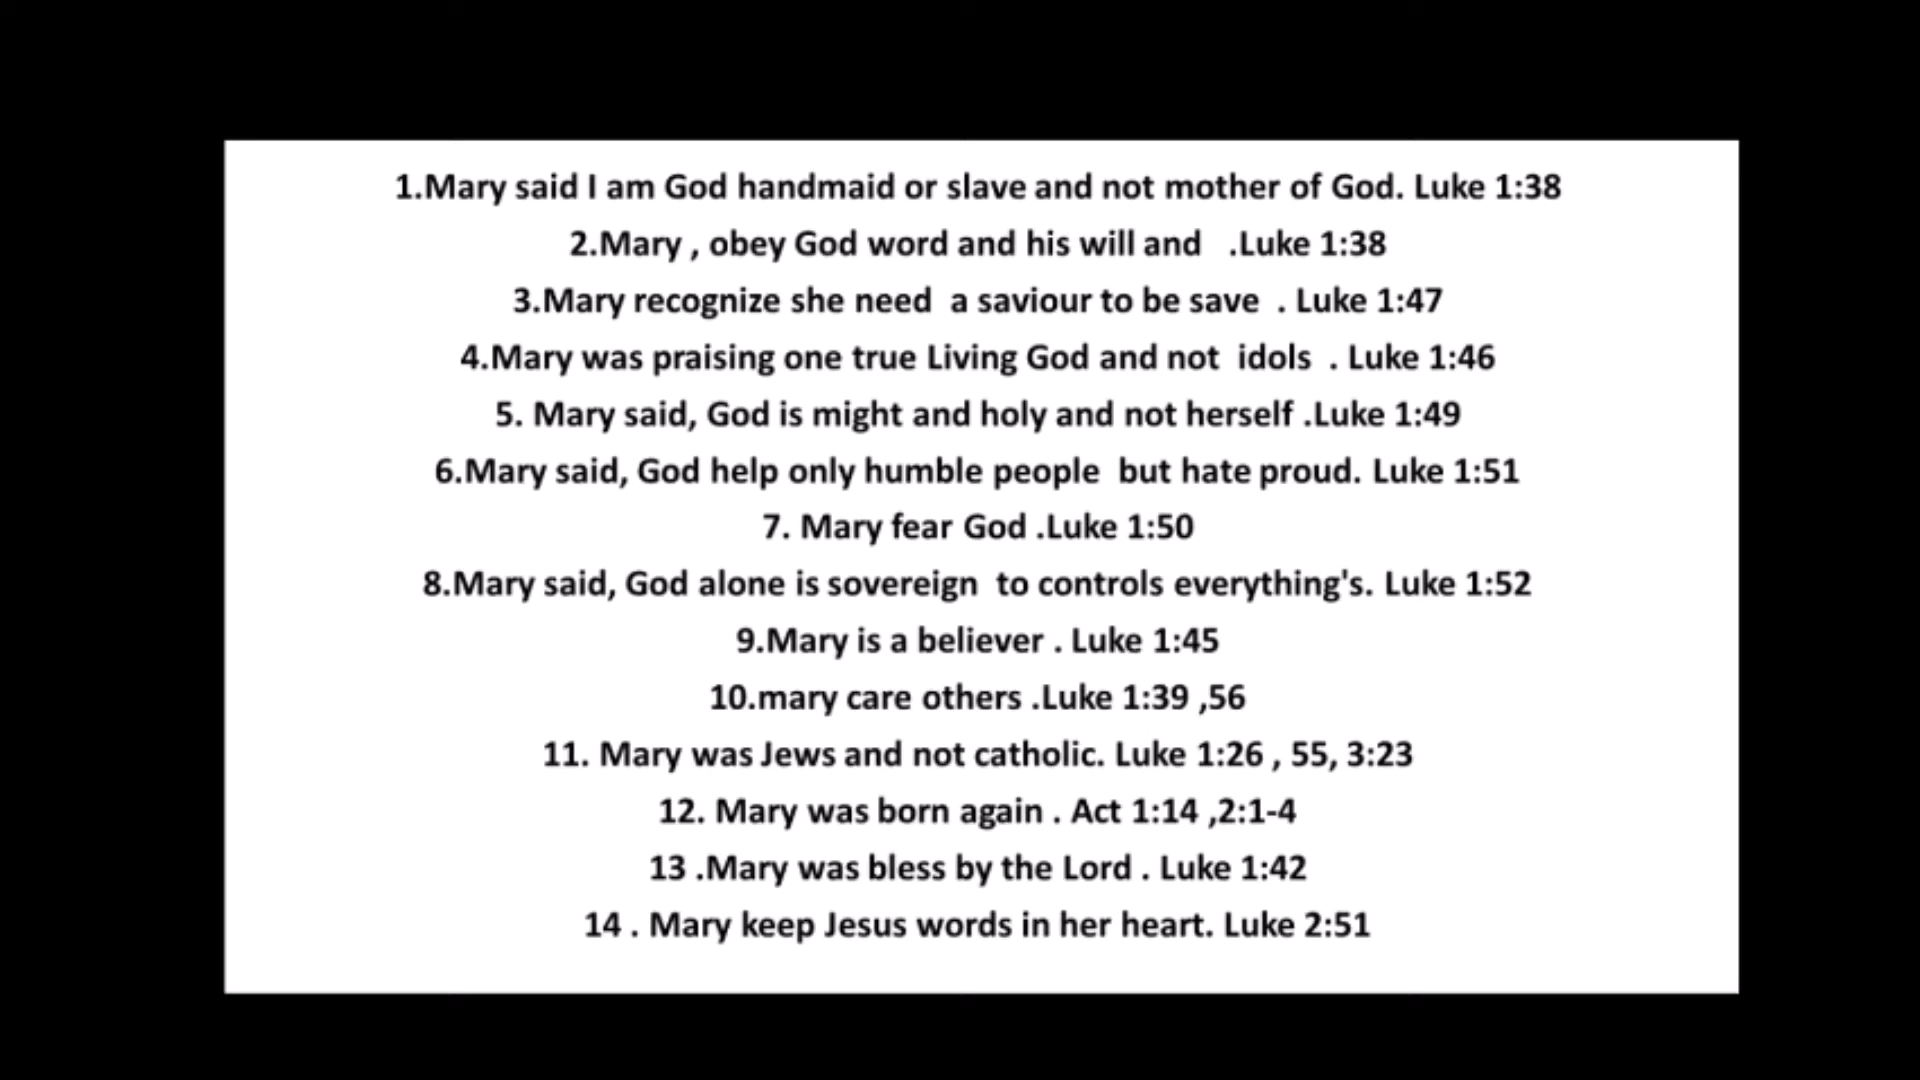 1.Mary said I am God handmaid or slave and not mother of God. Luke 1:38
2.Mary , obey God word and his will and .Luke 1:38
3.Mary recognize she need a saviour to be save . Luke 1:47
4.Mary was praising one true Living God and not idols . Luke 1:46
5. Mary said, God is might and holy and not herself .Luke 1:49
6.Mary said, God help only humble people but hate proud. Luke 1:51
7. Mary fear God .Luke 1:50
8.Mary said, God alone is sovereign to controls everything's. Luke 1:52
9.Mary is a believer . Luke 1:45
10.mary care others .Luke 1:39 ,56
11. Mary was Jews and not catholic. Luke 1:26 , 55, 3:23
12. Mary was born again . Act 1:14 ,2:1-4
13 .Mary was bless by the Lord . Luke 1:42
14 . Mary keep Jesus words in her heart. Luke 2:51